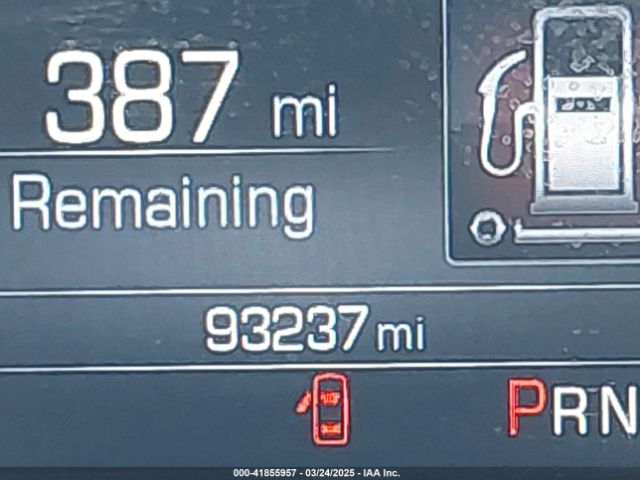 387 mi
Remaining
93237 mi
PRN
000-41855957 - 03/24/2025 - IAA Inc.